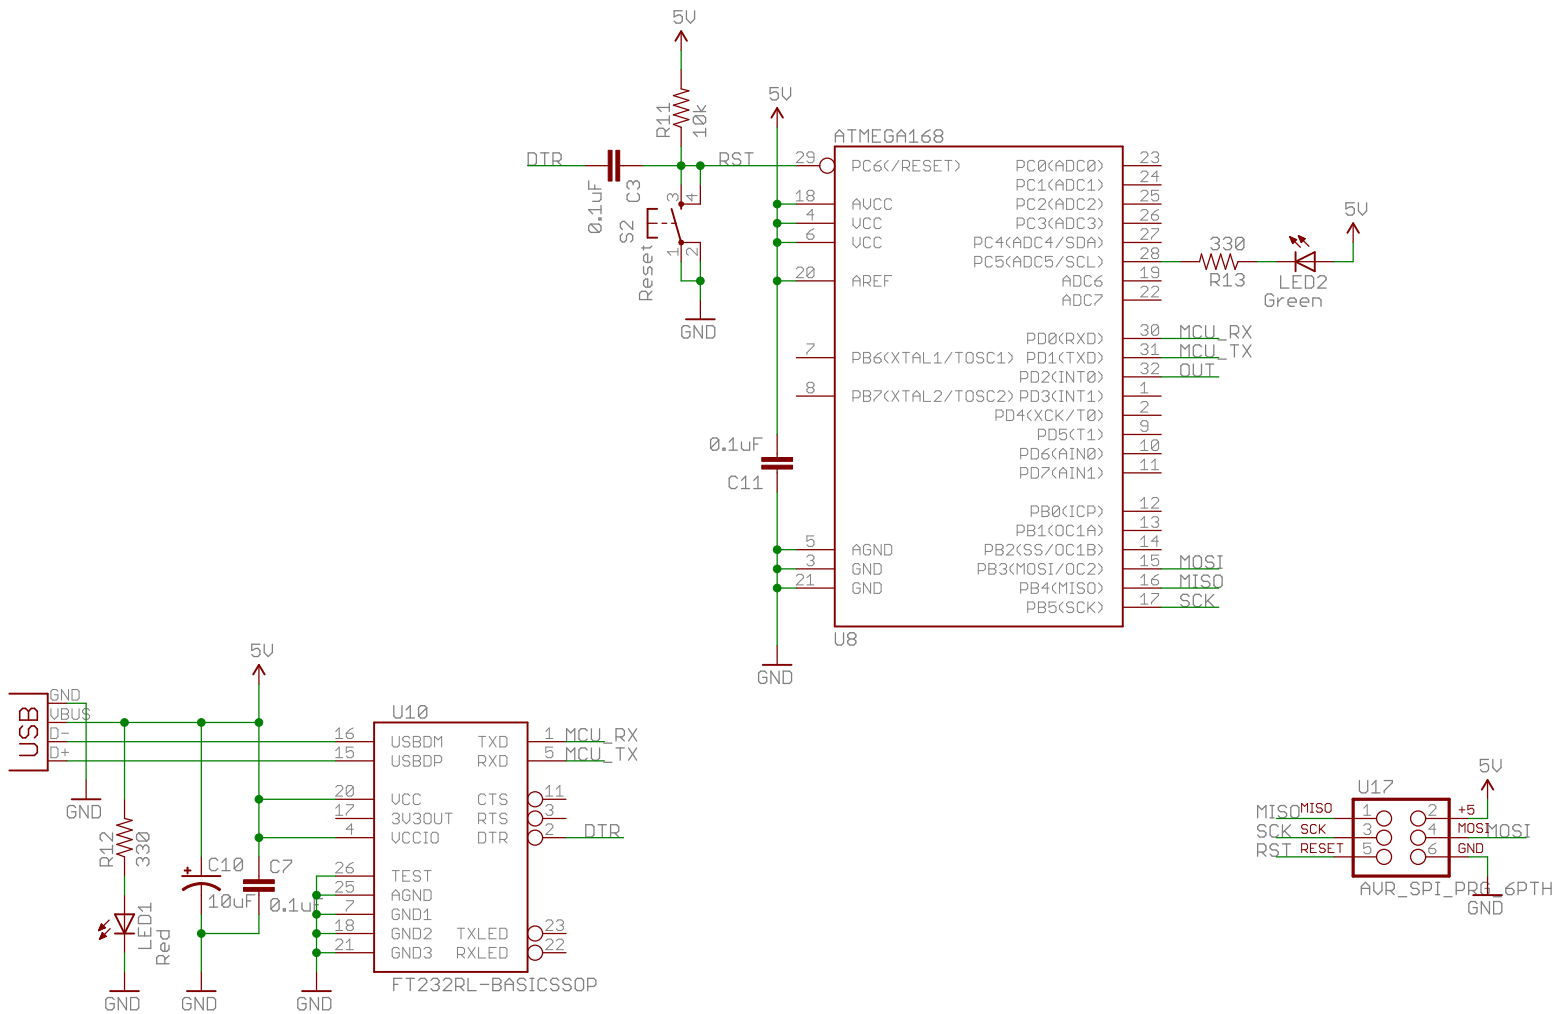 5V
R11
10k
5V
ATMEGA168
DTR
0.1uF
C3
RST
S2
Reset
3
4
1
2
GND
29 PC6(/RESET) PC0(ADC0) 23
PC1(ADC1) 24
18 AVCC PC2(ADC2) 25
4 VCC PC3(ADC3) 26
6 VCC PC4(ADC4/SDA) 27
PC5(ADC5/SCL) 28
20 AREF ADC6 19
ADC7 22
330
R13
5V
LED2
Green
PD0(RXD) 30 MCU_RX
7 PB6(XTAL1/TOSC1) PD1(TXD) 31 MCU_TX
PD2(INT0) 32 OUT
8 PB7(XTAL2/TOSC2) PD3(INT1) 1
PD4(XCK/T0) 2
PD5(T1) 9
PD6(AIN0) 10
PD7(AIN1) 11
0.1uF
C11
PB0(ICP) 12
PB1(OC1A) 13
5 AGND PB2(SS/OC1B) 14
3 GND PB3(MOSI/OC2) 15 MOSI
21 GND PB4(MISO) 16 MISO
PB5(SCK) 17 SCK
U8
GND
5V
USB
GND
VBUS
D-
D+
GND
R12
330
LED1
Red
GND
+
C10
10uF
GND
C7
0.1uF
U10
16 USBDM TXD 1 MCU_RX
15 USBDP RXD 5 MCU_TX
20 VCC CTS 11
17 3V3OUT RTS 3
4 VCCIO DTR 2 DTR
26 TEST
25 AGND
7 GND1
18 GND2 TXLED 23
21 GND3 RXLED 22
FT232RL-BASICSSOP
GND
5V
U17
MISO MISO 1 2 +5
SCK SCK 3 4 MOSI MOSI
RST RESET 5 6 GND
AVR_SPI_PRG_6PTH
GND